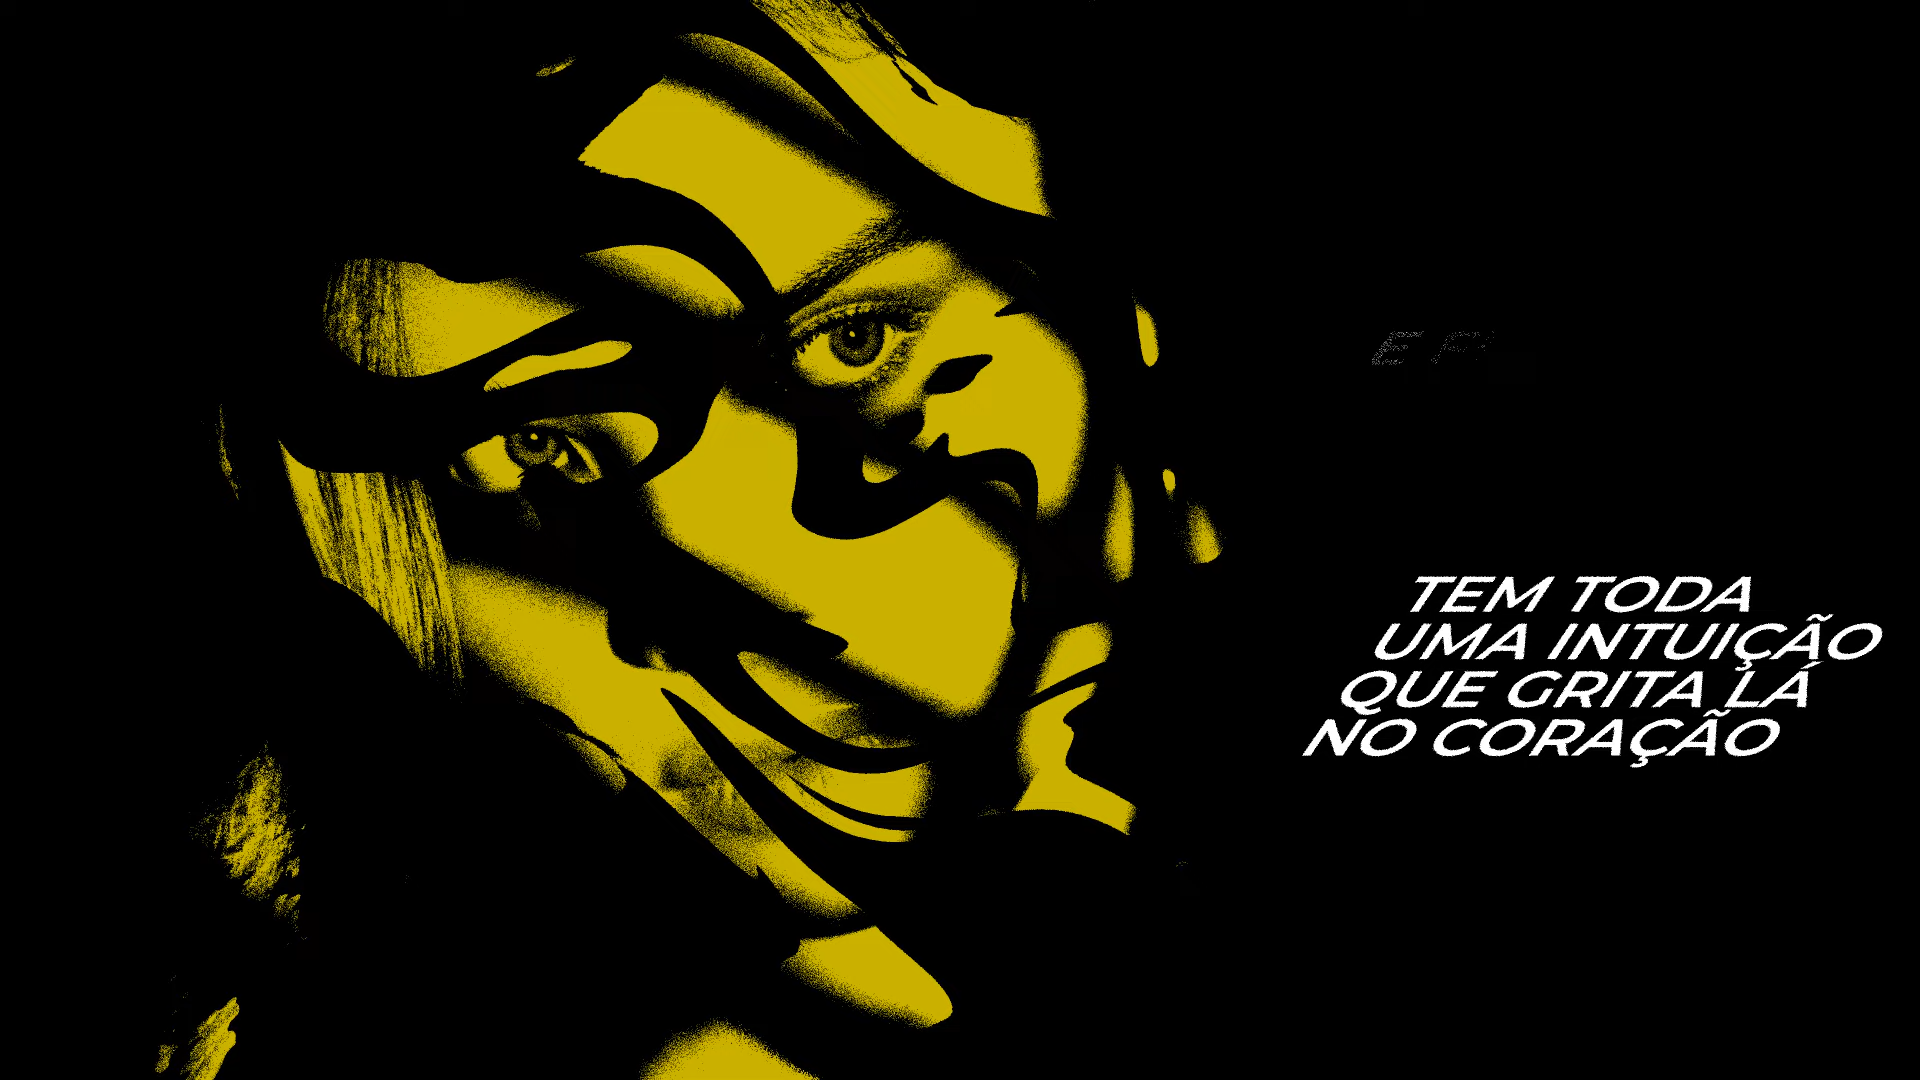 TEM TODA
UMA INTUIÇÃO
QUE GRITA LÁ
NO CORAÇÃO